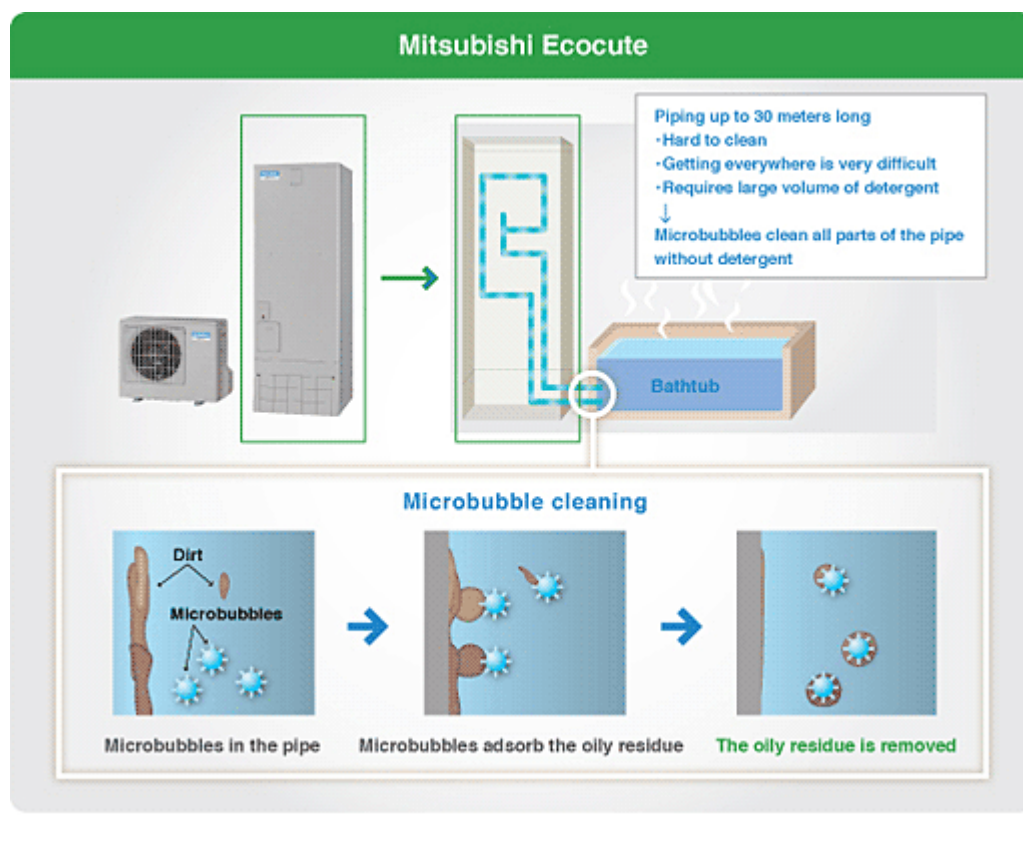 Mitsubishi Ecocute
Piping up to 30 meters long
・Hard to clean
・Getting everywhere is very difficult
・Requires large volume of detergent
↓
Microbubbles clean all parts of the pipe
without detergent
Bathtub
Microbubble cleaning
Dirt
Microbubbles
Microbubbles in the pipe
Microbubbles adsorb the oily residue
The oily residue is removed